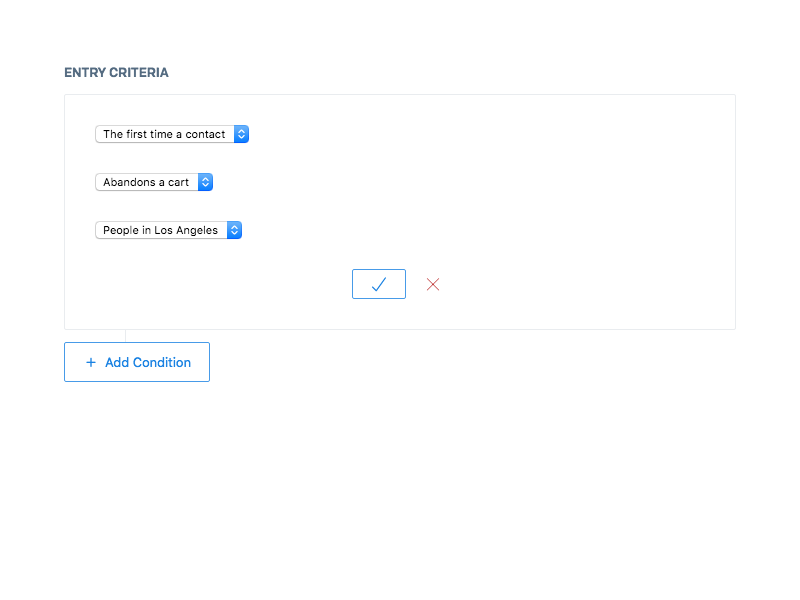 ENTRY CRITERIA
The first time a contact
Abandons a cart
People in Los Angeles
+ Add Condition